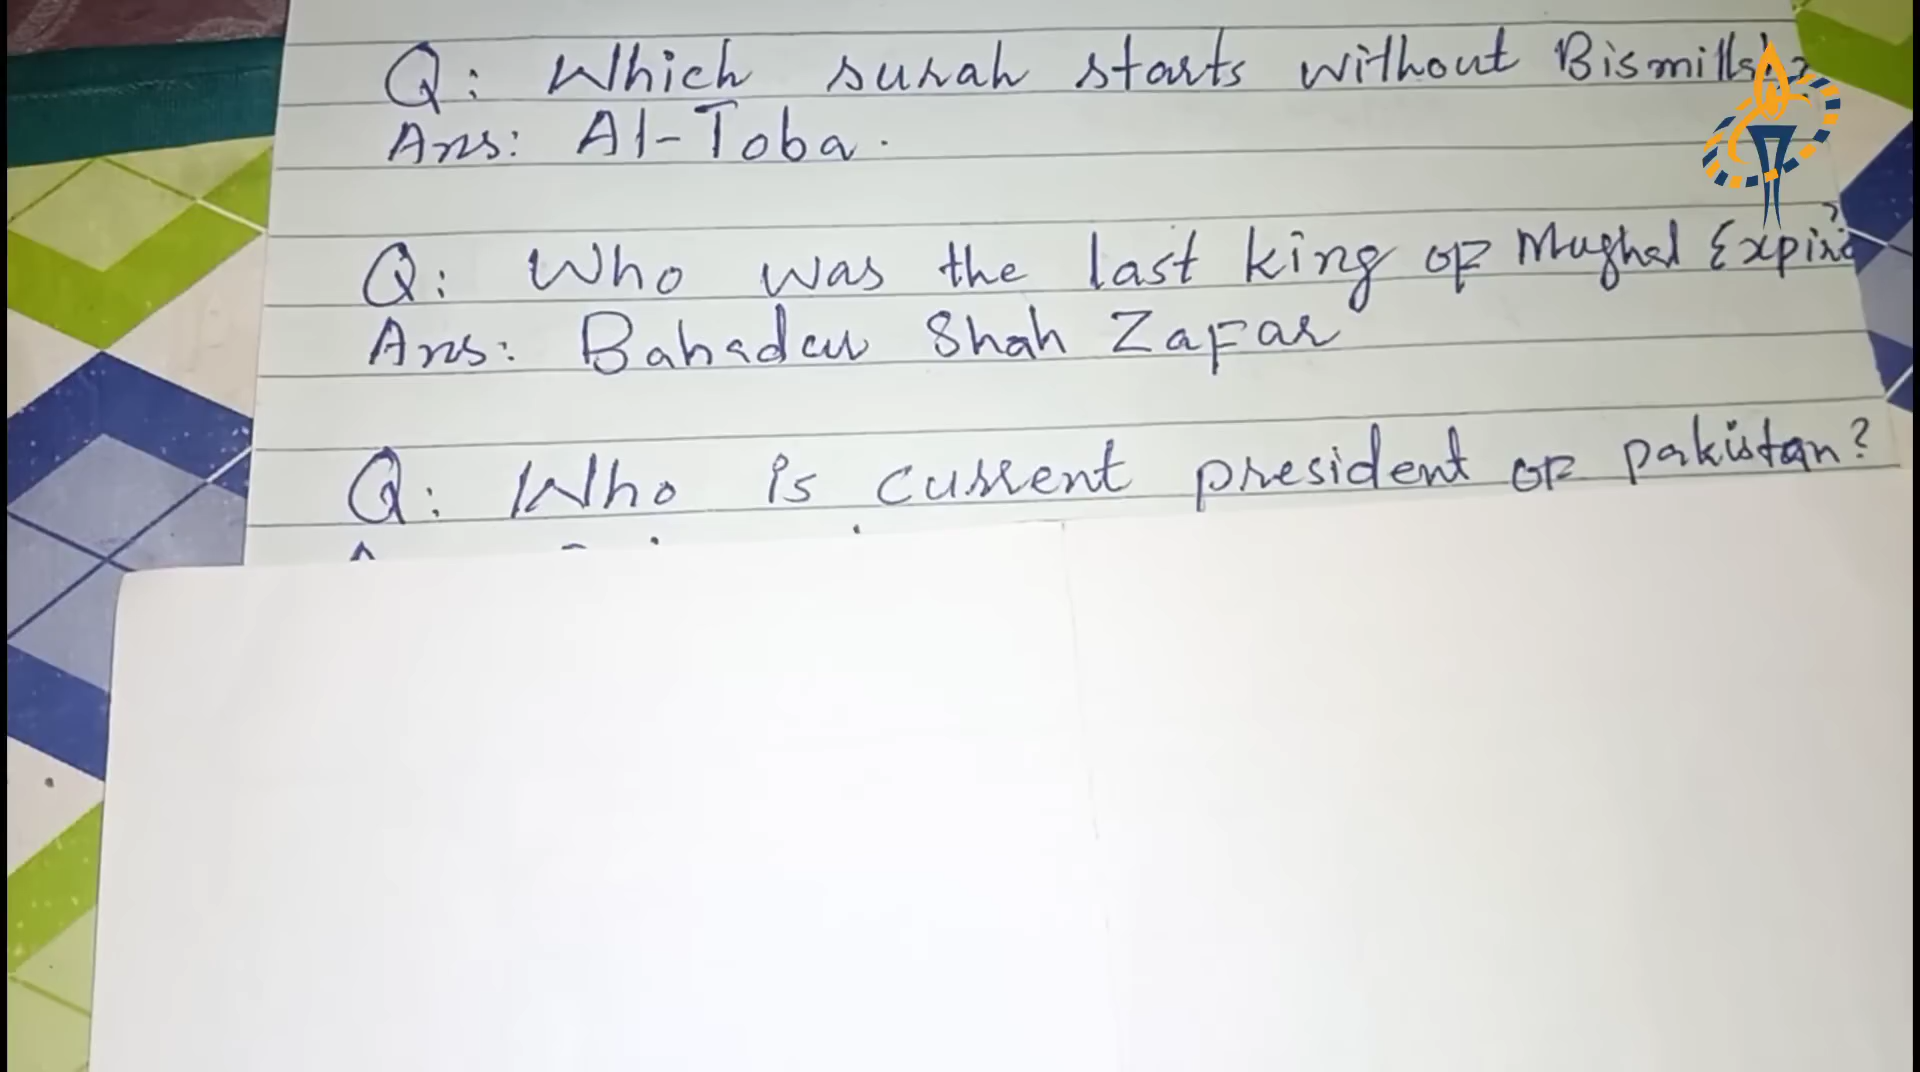 Q: Which surah starts without Bismillah?
Ans: Al-Toba.
Q: Who was the last king of Mughal Expire?
Ans: Bahadur Shah Zafar
Q: Who is current president of pakistan?